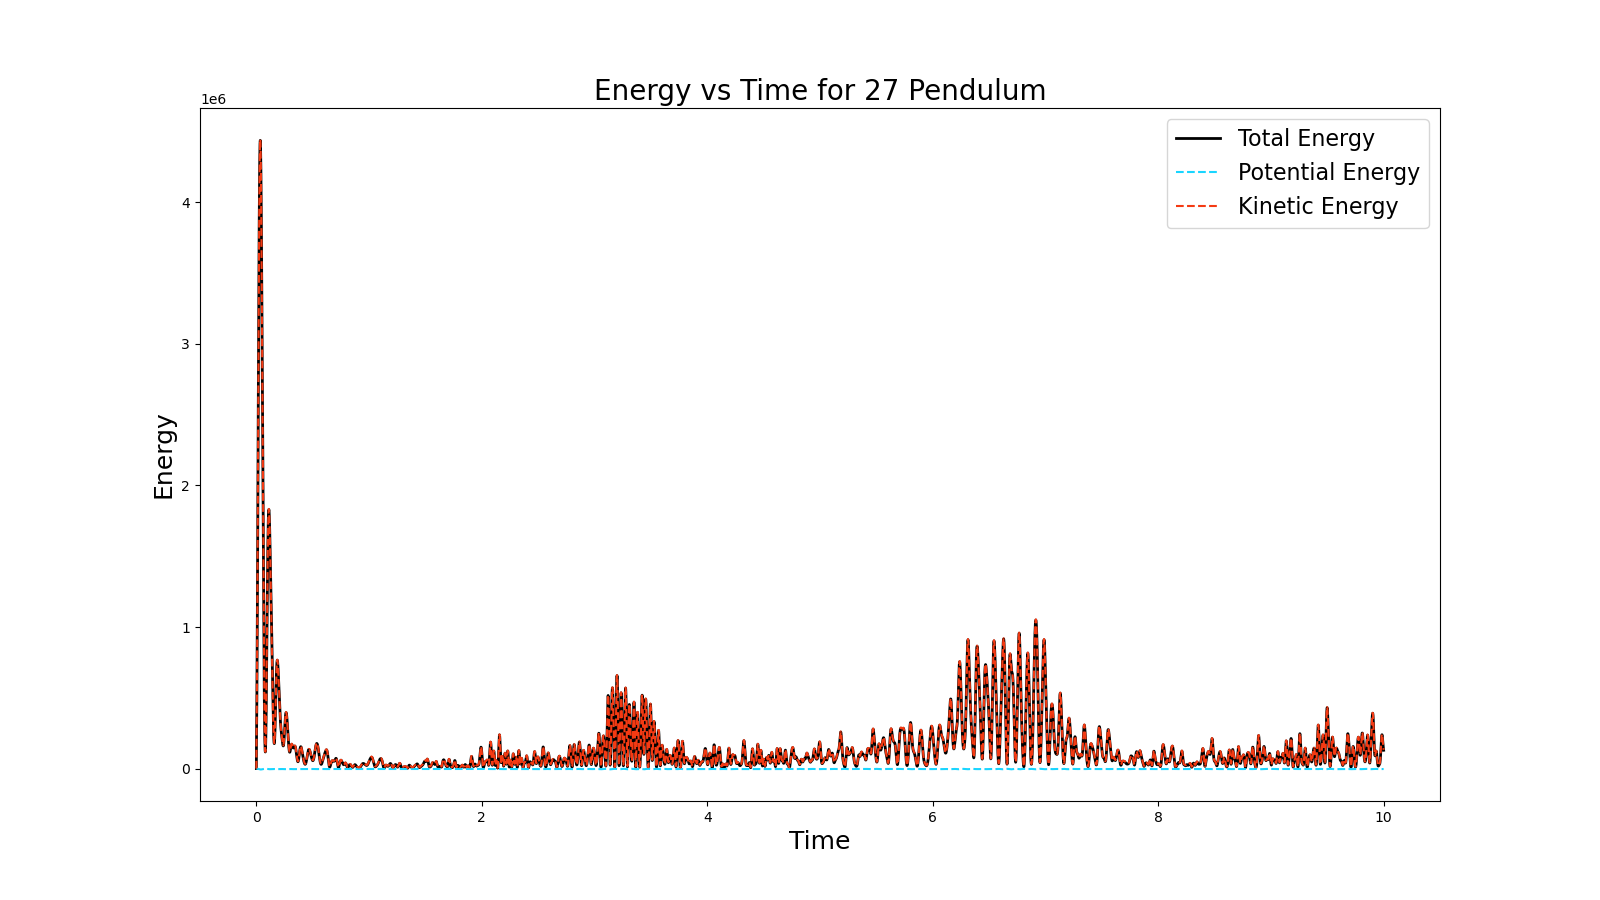 Energy vs Time for 27 Pendulum
1e6
Total Energy
Potential Energy
Kinetic Energy
4
3
2
1
0
Energy
0 2 4 6 8 10
Time